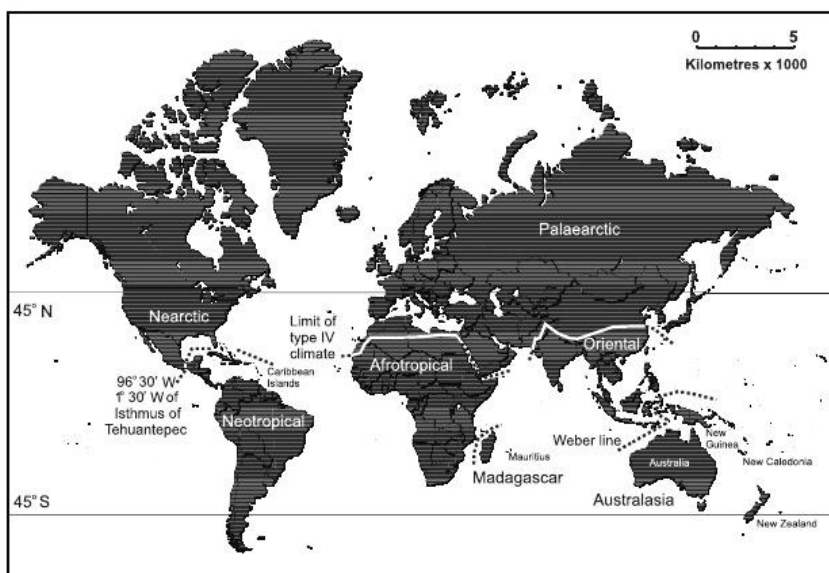 0 5
Kilometres x 1000
Palaearctic
45° N
Nearctic
Limit of
type IV
climate
Oriental
Afrotropical
Caribbean
Islands
96° 30' W
1° 30' W of
Isthmus of
Tehuantepec
Neotropical
Weber line
New
Guinea
Mauritius
Madagascar
Australia
New Caledonia
Australasia
45° S
New Zealand